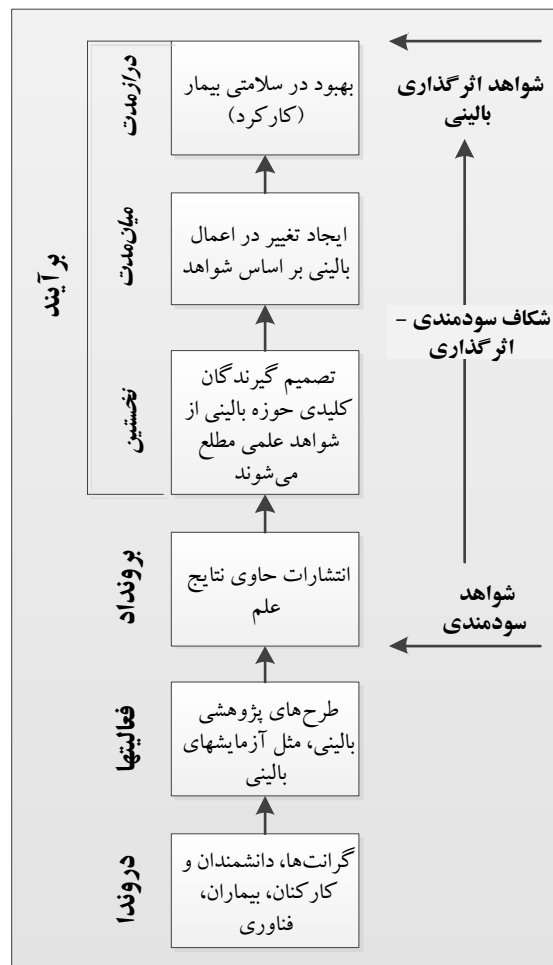 بهبود در سلامتی بیمار
(کارکرد)
ایجاد تغییر در اعمال
بالینی بر اساس شواهد
تصمیم گیرندگان
کلیدی حوزه بالینی از
شواهد علمی مطلع
می‌شوند
انتشارات حاوی نتایج
علم
طرح‌های پژوهشی
بالینی، مثل آزمایشهای
بالینی
گرانت‌ها، دانشمندان و
کارکنان، بیماران،
فناوری
درازمدت
میان‌مدت
نخستین
برآیند
برونداد
فعالیتها
دروندا
شواهد اثرگذاری
بالینی
شکاف سودمندی –
اثرگذاری
شواهد
سودمندی